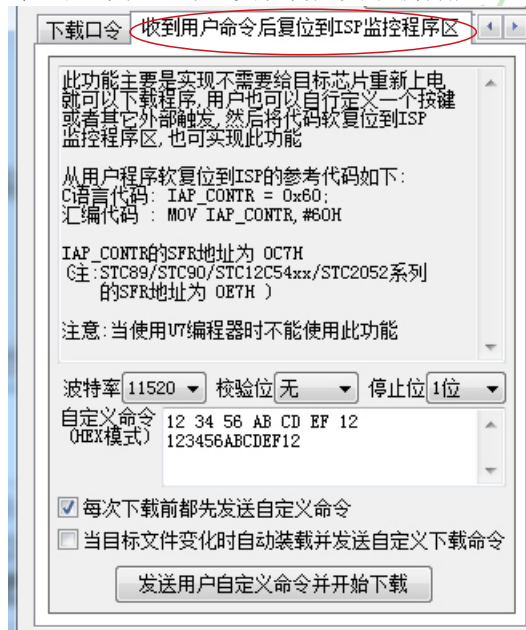 下载口令 收到用户命令后复位到ISP监控程序区
此功能主要是实现不需要给目标芯片重新上电
就可以下载程序,用户也可以自行定义一个按键
或者其它外部触发,然后将代码软复位到ISP
监控程序区,也可实现此功能
从用户程序软复位到ISP的参考代码如下:
C语言代码: IAP_CONTR = 0x60;
汇编代码 : MOV IAP_CONTR,#60H
IAP_CONTR的SFR地址为 0C7H
(注:STC89/STC90/STC12C54xx/STC2052系列
的SFR地址为 0E7H )
注意:当使用U7编程器时不能使用此功能
波特率 11520 校验位 无 停止位 1位
自定义命令 12 34 56 AB CD EF 12
(HEX模式) 123456ABCDEF12
每次下载前都先发送自定义命令
当目标文件变化时自动装载并发送自定义下载命令
发送用户自定义命令并开始下载